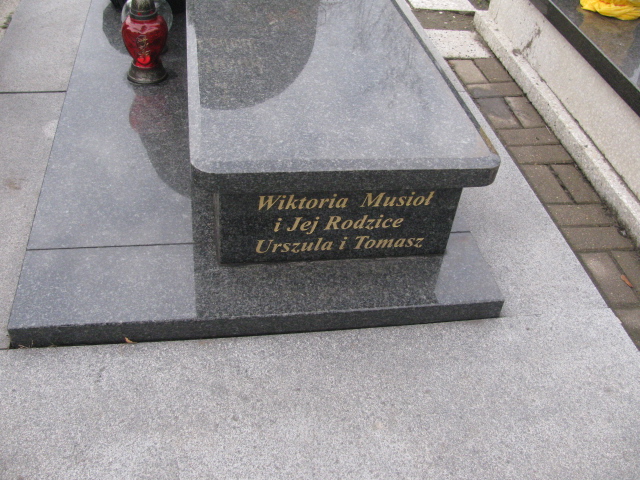 Wiktoria Musioł
i Jej Rodzice
Urszula i Tomasz